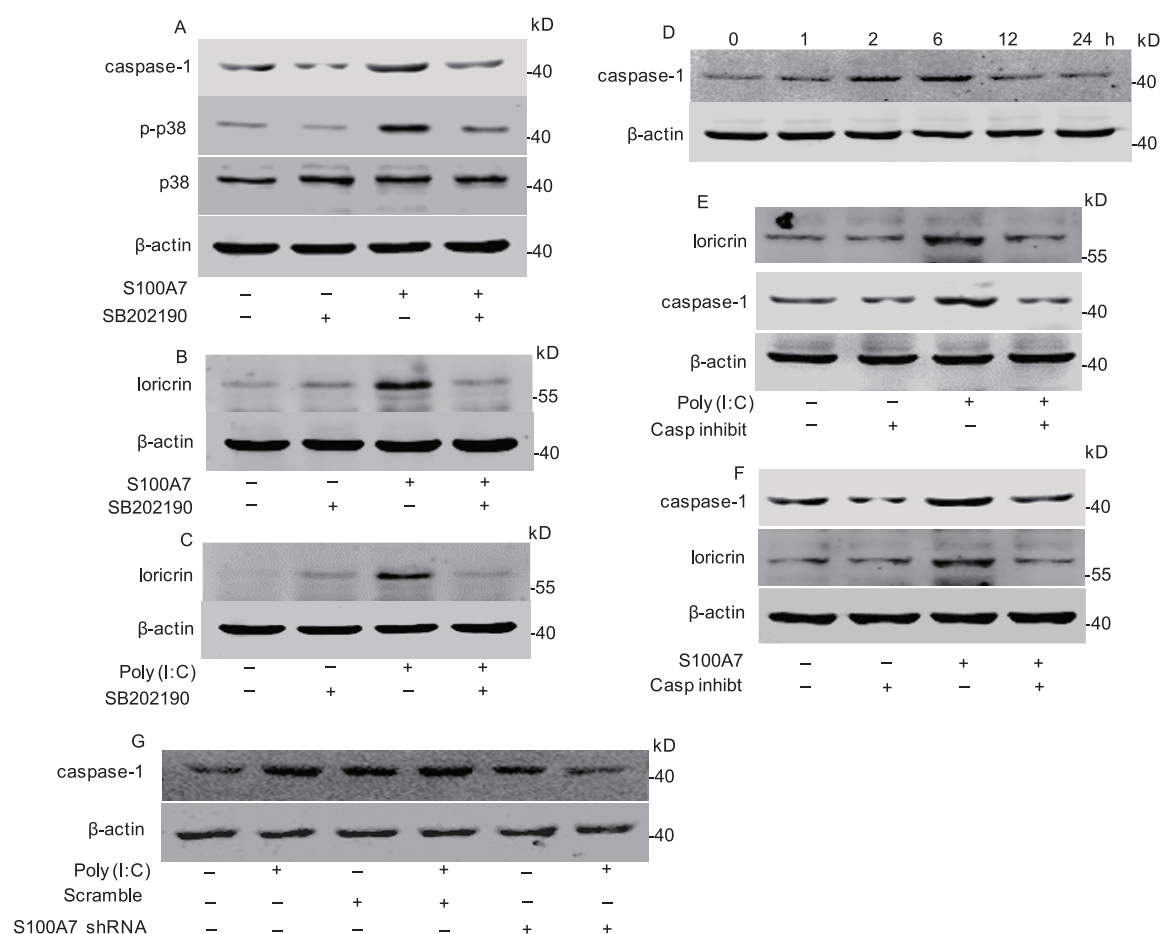 A
kD
caspase-1
-40
p-p38
-40
p38
-40
β-actin
-40
S100A7 – – + +
SB202190 – + – +
B
kD
loricrin
-55
β-actin
-40
S100A7 – – + +
SB202190 – + – +
C
kD
loricrin
-55
β-actin
-40
Poly (I:C) – – + +
SB202190 – + – +
D
0 1 2 6 12 24 h kD
caspase-1
-40
β-actin
-40
E
kD
loricrin
-55
caspase-1
-40
β-actin
-40
Poly (I:C) – – + +
Casp inhibit – + – +
F
kD
caspase-1
-40
loricrin
-55
β-actin
-40
S100A7 – – + +
Casp inhibt – + – +
G
kD
caspase-1
-40
β-actin
-40
Poly (I:C) – + – + – +
Scramble – – + + – –
S100A7 shRNA – – – – + +